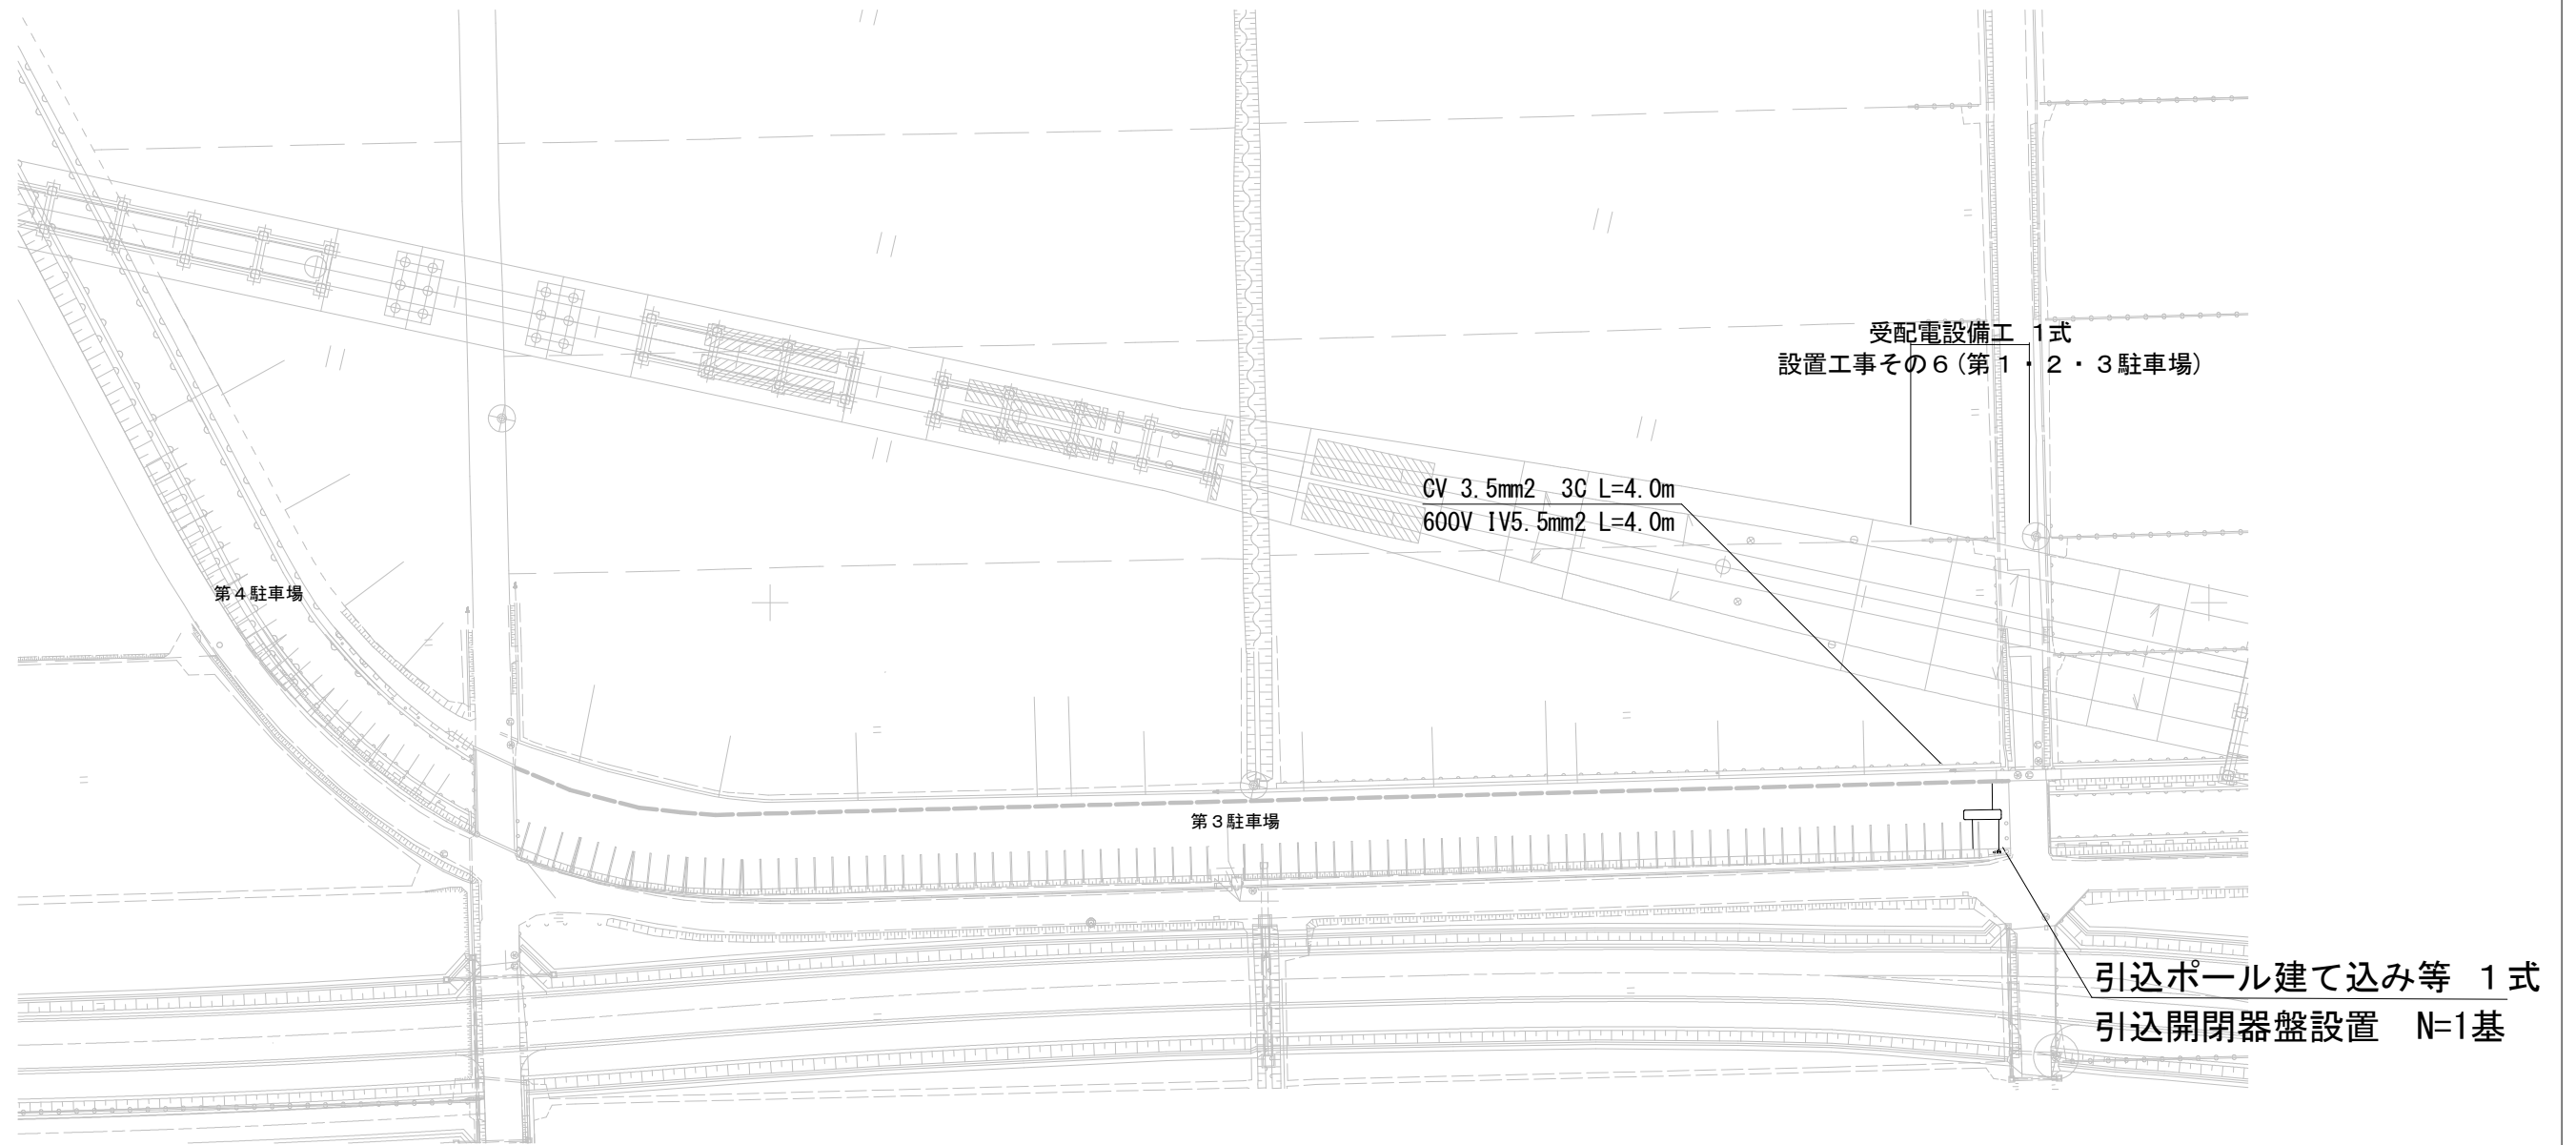 受配電設備工 1式
設置工事その6(第1・2・3駐車場)
CV 3.5mm2 3C L=4.0m
600V IV5.5mm2 L=4.0m
第4駐車場
第3駐車場
引込ポール建て込み等 1式
引込開閉器盤設置 N=1基